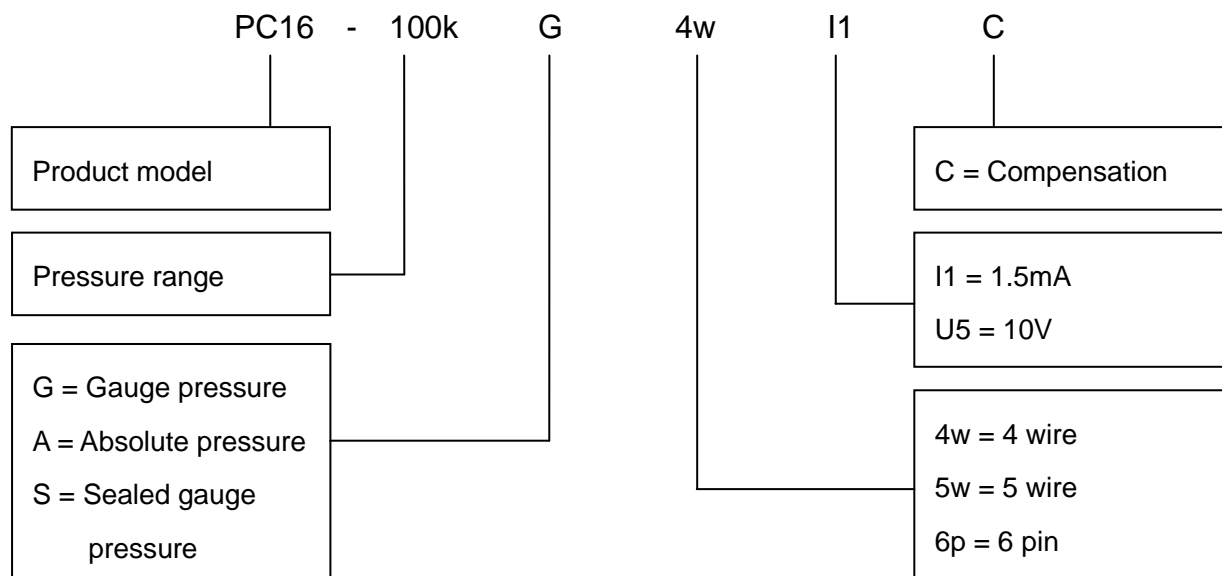 PC16 - 100k G 4w I1 C
Product model
Pressure range
G = Gauge pressure
A = Absolute pressure
S = Sealed gauge
pressure
C = Compensation
I1 = 1.5mA
U5 = 10V
4w = 4 wire
5w = 5 wire
6p = 6 pin